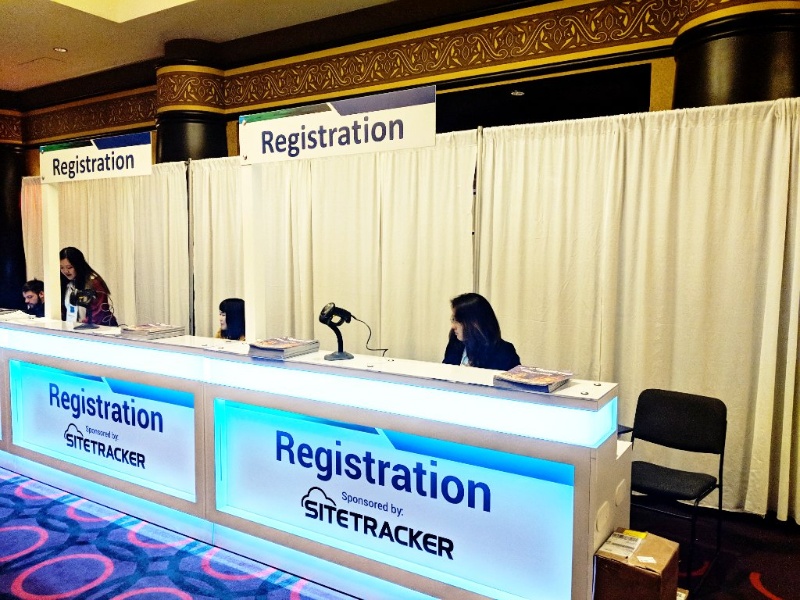 Registration
Registration
Registration
Sponsored by:
SITETRACKER
Registration
Sponsored by:
SITETRACKER